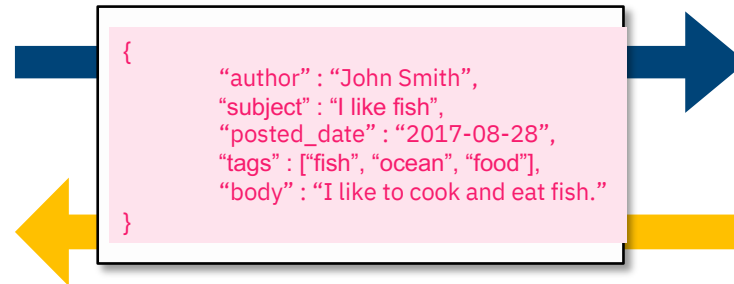 {
“author” : “John Smith”,
“subject” : “I like fish”,
“posted_date” : “2017-08-28”,
“tags” : [“fish”, “ocean”, “food”],
“body” : “I like to cook and eat fish.”
}